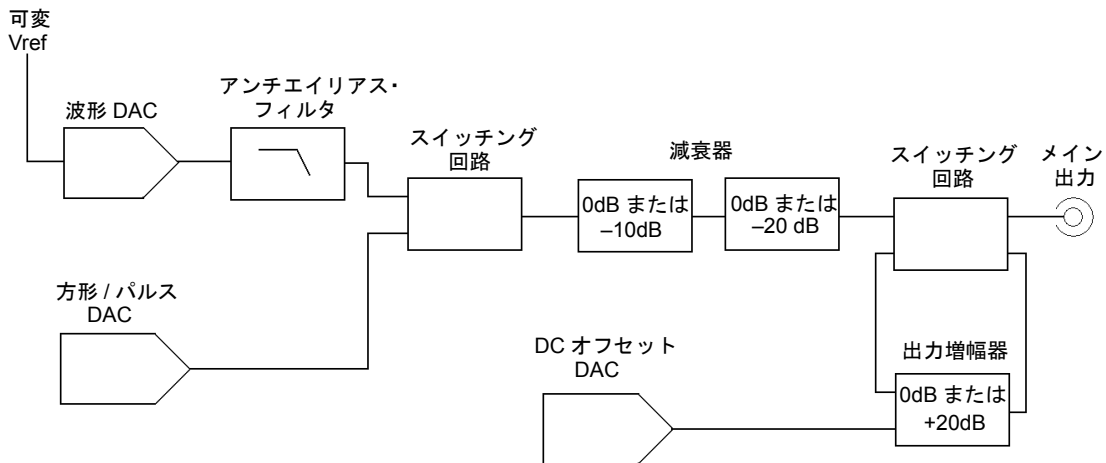 可変
Vref
波形 DAC
アンチエイリアス・
フィルタ
スイッチング
回路
減衰器
スイッチング
回路
メイン
出力
0dB または
–10dB
0dB または
–20 dB
方形 / パルス
DAC
DC オフセット
DAC
出力増幅器
0dB または
+20dB